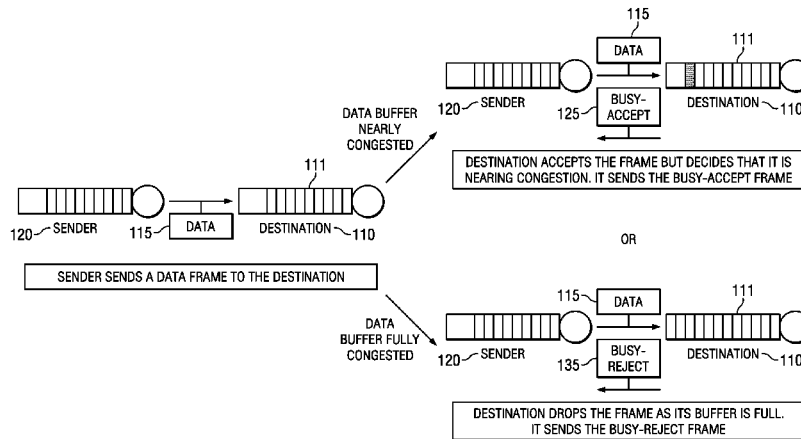 115
DATA
111
120
SENDER
125
BUSY-
ACCEPT
DESTINATION
110
DATA BUFFER
NEARLY
CONGESTED
DESTINATION ACCEPTS THE FRAME BUT DECIDES THAT IT IS
NEARING CONGESTION. IT SENDS THE BUSY-ACCEPT FRAME
111
120
SENDER
115
DATA
DESTINATION
110
SENDER SENDS A DATA FRAME TO THE DESTINATION
OR
DATA
BUFFER FULLY
CONGESTED
115
DATA
111
120
SENDER
135
BUSY-
REJECT
DESTINATION
110
DESTINATION DROPS THE FRAME AS ITS BUFFER IS FULL.
IT SENDS THE BUSY-REJECT FRAME